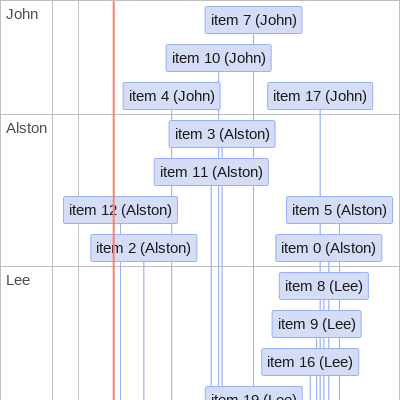 John
item 7 (John)
item 10 (John)
item 4 (John)
item 17 (John)
Alston
item 3 (Alston)
item 11 (Alston)
item 12 (Alston)
item 5 (Alston)
item 2 (Alston)
item 0 (Alston)
Lee
item 8 (Lee)
item 9 (Lee)
item 16 (Lee)
item 19 (Lee)